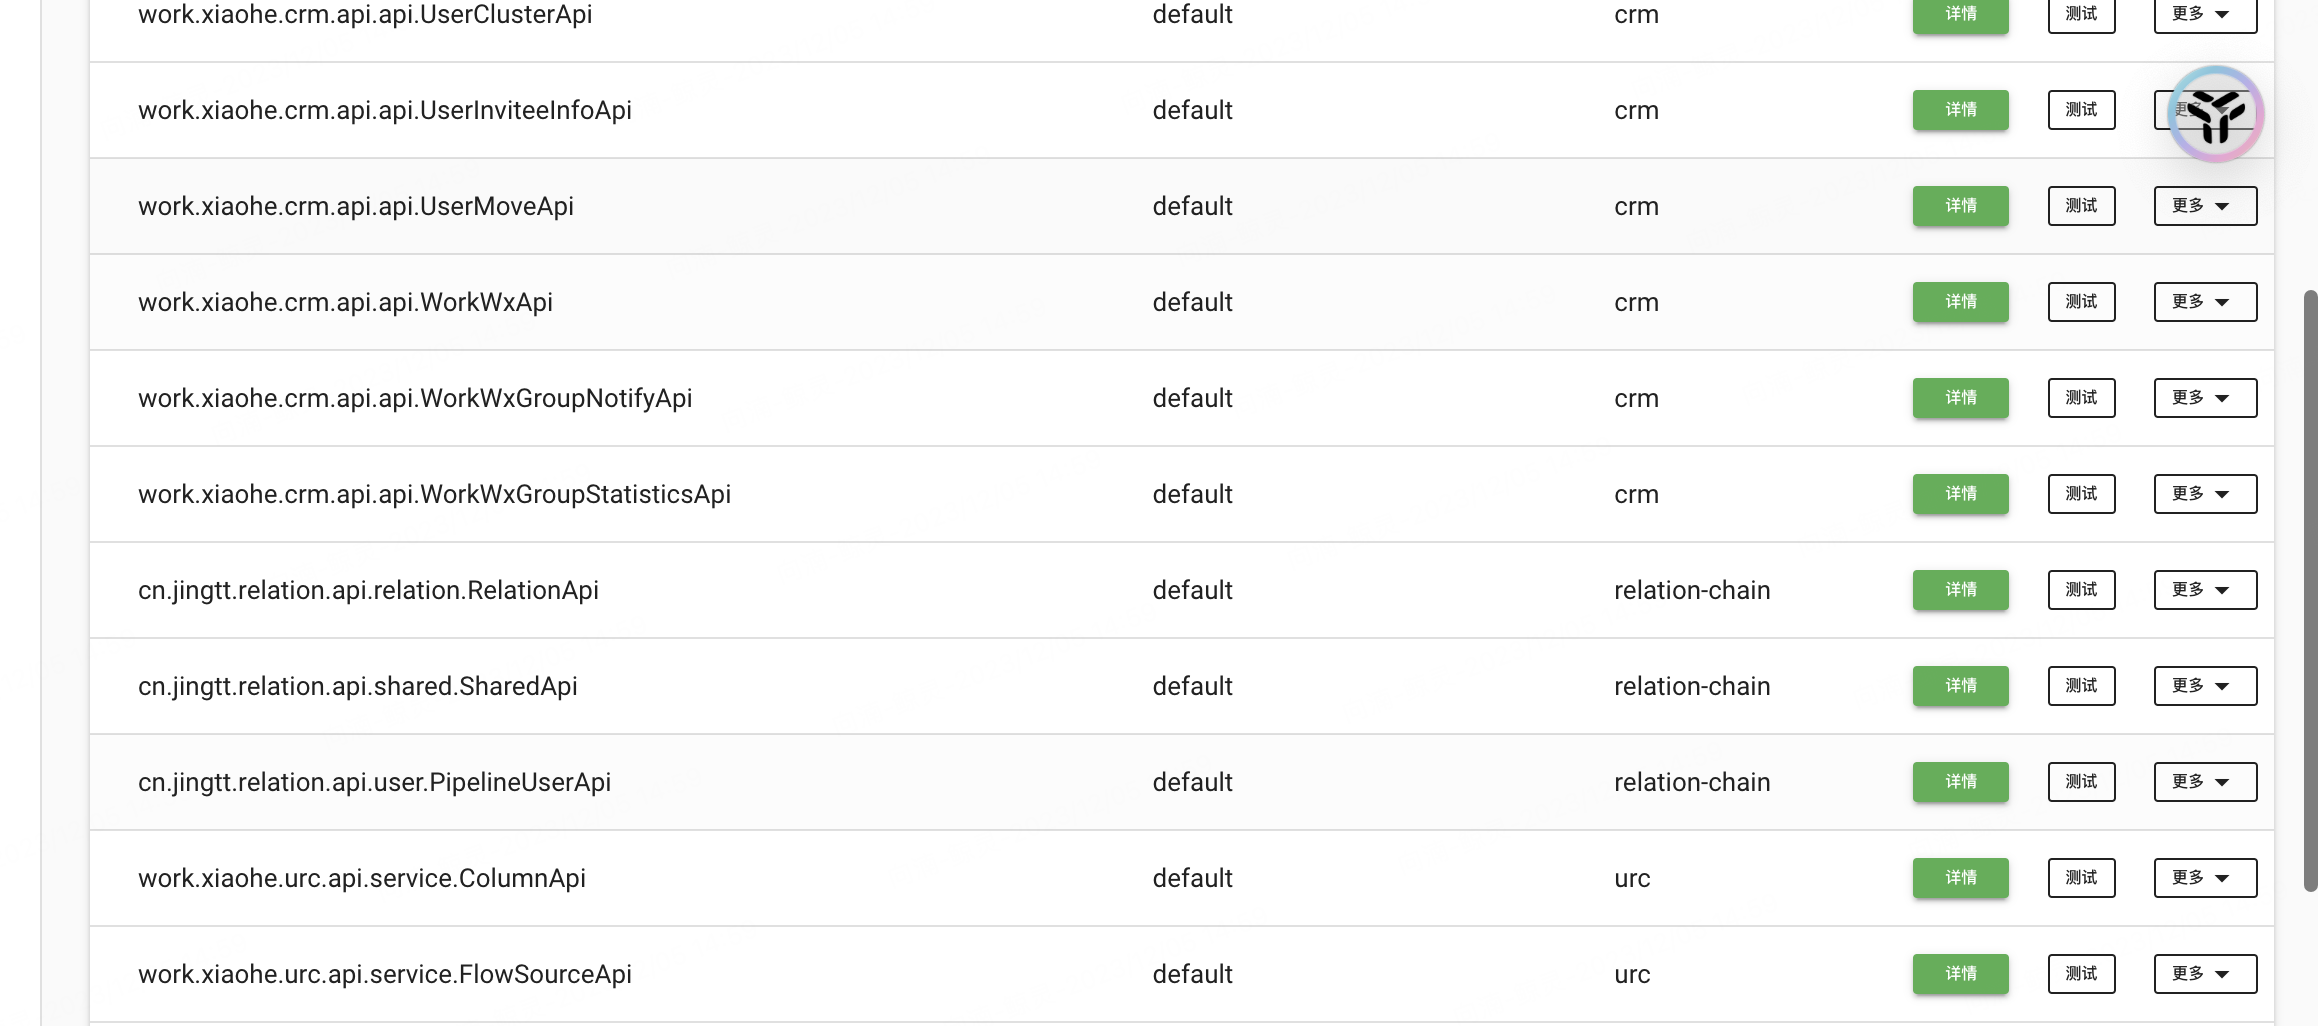 work.xiaohe.crm.api.api.UserClusterApi default crm 详情 测试 更多
work.xiaohe.crm.api.api.UserInviteeInfoApi default crm 详情 测试 更
work.xiaohe.crm.api.api.UserMoveApi default crm 详情 测试 更多
work.xiaohe.crm.api.api.WorkWxApi default crm 详情 测试 更多
work.xiaohe.crm.api.api.WorkWxGroupNotifyApi default crm 详情 测试 更多
work.xiaohe.crm.api.api.WorkWxGroupStatisticsApi default crm 详情 测试 更多
cn.jingtt.relation.api.relation.RelationApi default relation-chain 详情 测试 更多
cn.jingtt.relation.api.shared.SharedApi default relation-chain 详情 测试 更多
cn.jingtt.relation.api.user.PipelineUserApi default relation-chain 详情 测试 更多
work.xiaohe.urc.api.service.ColumnApi default urc 详情 测试 更多
work.xiaohe.urc.api.service.FlowSourceApi default urc 详情 测试 更多